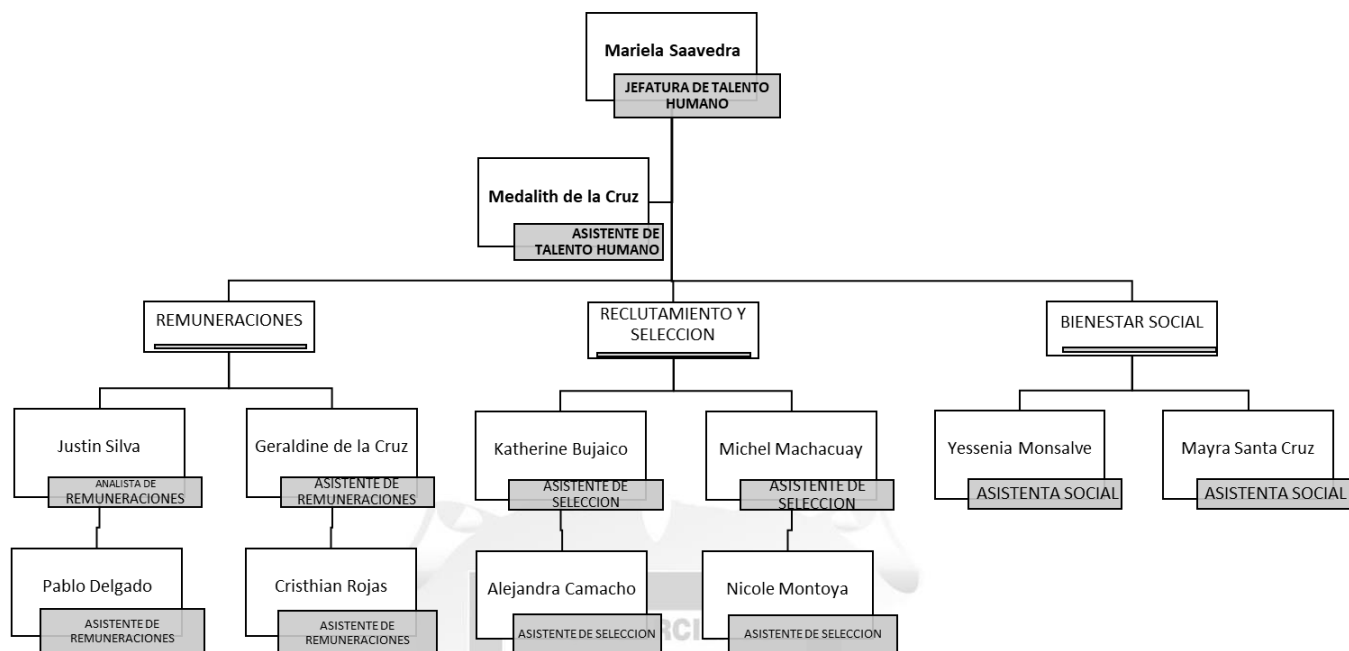 Mariela Saavedra
JEFATURA DE TALENTO
HUMANO
Medalith de la Cruz
ASISTENTE DE
TALENTO HUMANO
REMUNERACIONES
RECLUTAMIENTO Y
SELECCION
BIENESTAR SOCIAL
Justin Silva
ANALISTA DE
REMUNERACIONES
Geraldine de la Cruz
ASISTENTE DE
REMUNERACIONES
Katherine Bujaico
ASISTENTE DE
SELECCION
Michel Machacuay
ASISTENTE DE
SELECCION
Yessenia Monsalve
ASISTENTA SOCIAL
Mayra Santa Cruz
ASISTENTA SOCIAL
Pablo Delgado
ASISTENTE DE
REMUNERACIONES
Cristhian Rojas
ASISTENTE DE
REMUNERACIONES
Alejandra Camacho
ASISTENTE DE SELECCION
Nicole Montoya
ASISTENTE DE SELECCION